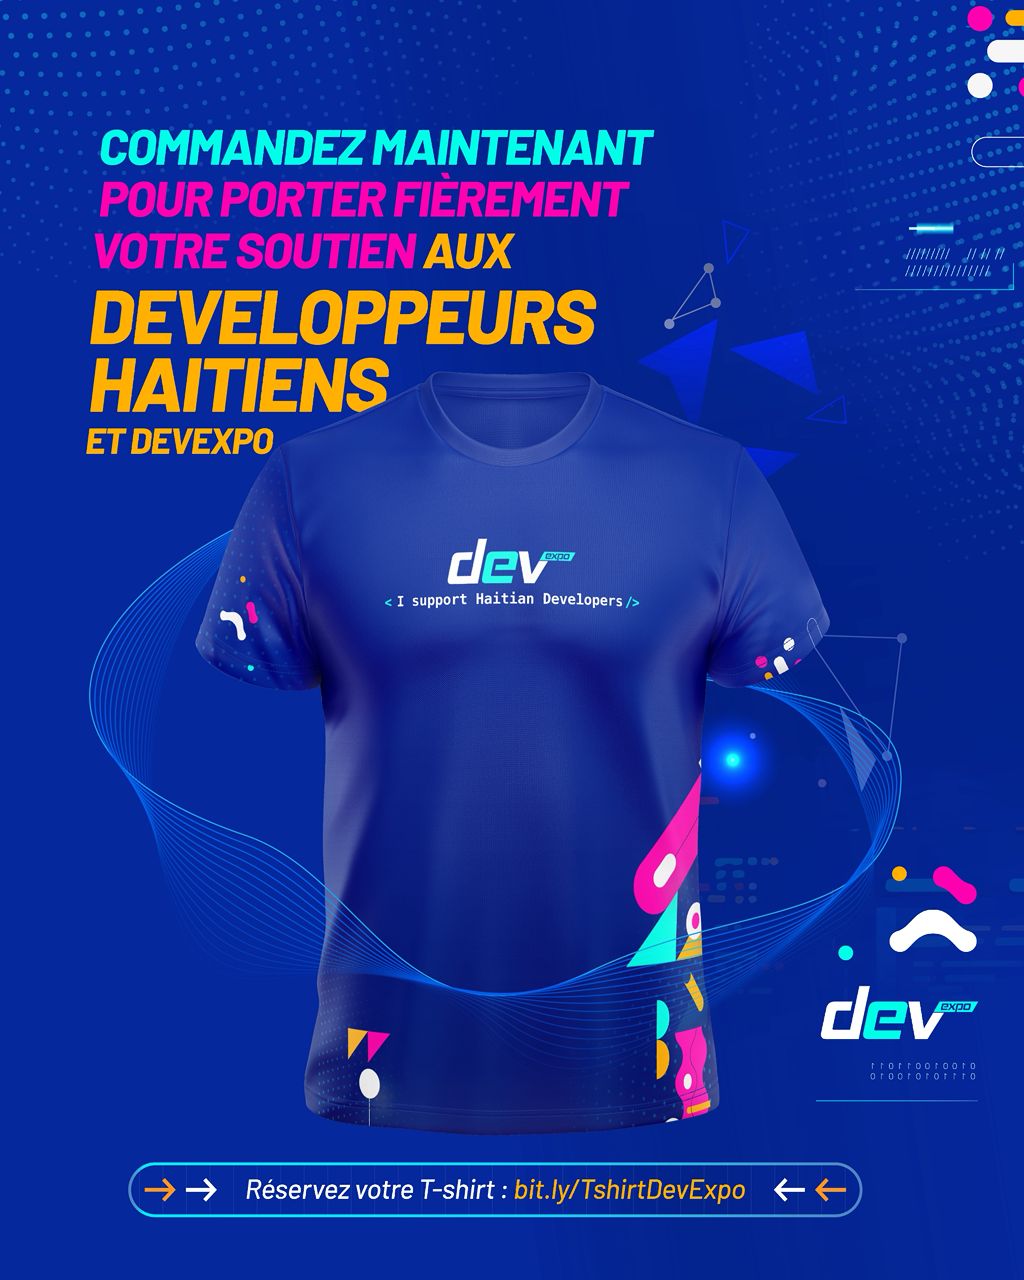 COMMANDEZ MAINTENANT
POUR PORTER FIÈREMENT
VOTRE SOUTIEN AUX
DEVELOPPEURS
HAITIENS
ET DEVEXPO
dev expo
< I support Haitian Developers />
dev expo
Réservez votre T-shirt : bit.ly/TshirtDevExpo